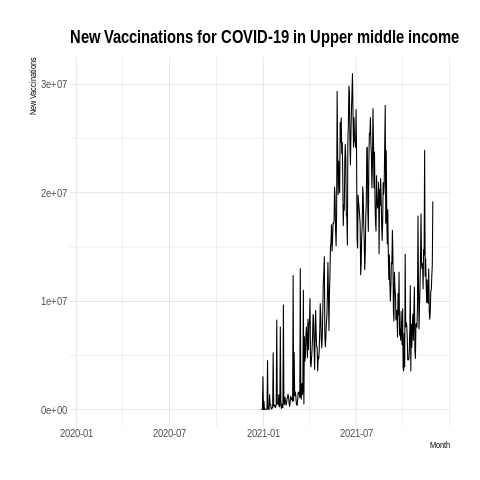 New Vaccinations for COVID-19 in Upper middle income
New Vaccinations
3e+07
2e+07
1e+07
0e+00
2020-01 2020-07 2021-01 2021-07
Month